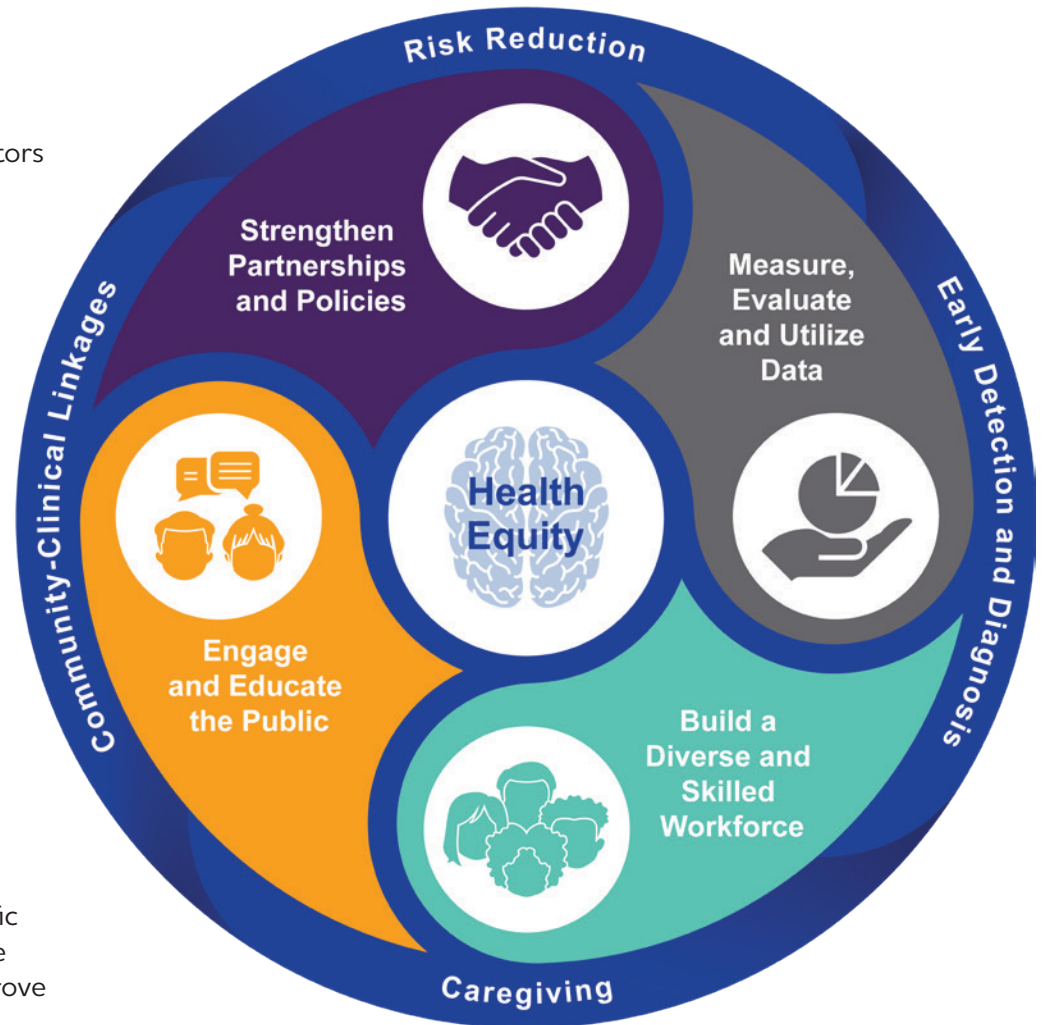 Risk Reduction
tors
Strengthen
Partnerships
and Policies
Measure,
Evaluate
and Utilize
Data
Community-Clinical Linkages
Early Detection and Diagnosis
Health
Equity
Engage
and Educate
the Public
Build a
Diverse and
Skilled
Workforce
fic
e
rove
Caregiving